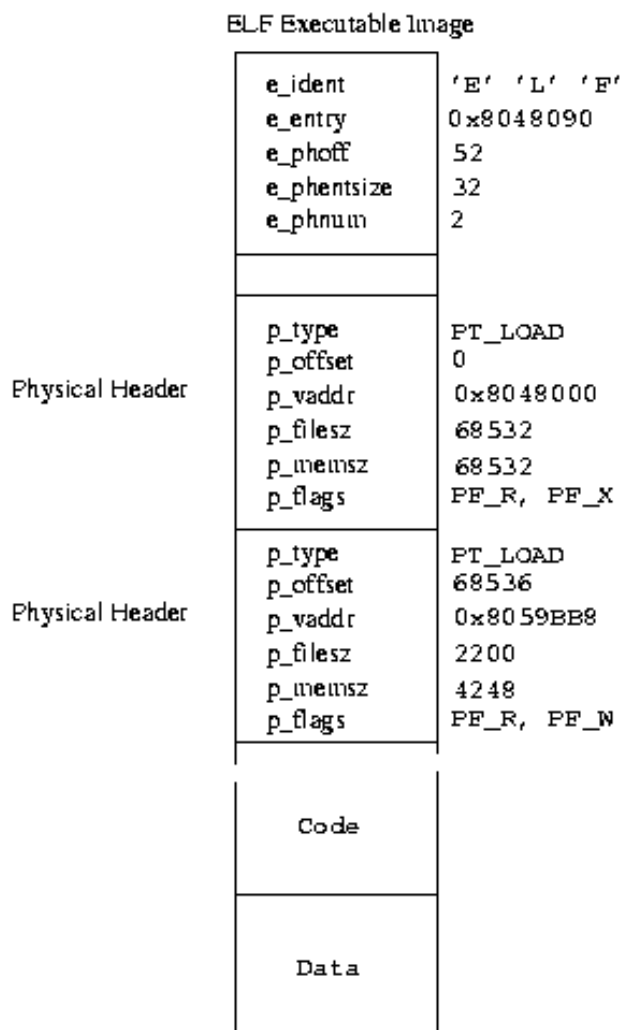 ELF Executable Image
e_ident 'E' 'L' 'F'
e_entry 0x8048090
e_phoff 52
e_phentsize 32
e_phnum 2
p_type PT_LOAD
p_offset 0
Physical Header p_vaddr 0x8048000
p_filesz 68532
p_memsz 68532
p_flags PF_R, PF_X
p_type PT_LOAD
p_offset 68536
Physical Header p_vaddr 0x8059BB8
p_filesz 2200
p_memsz 4248
p_flags PF_R, PF_W
Code
Data